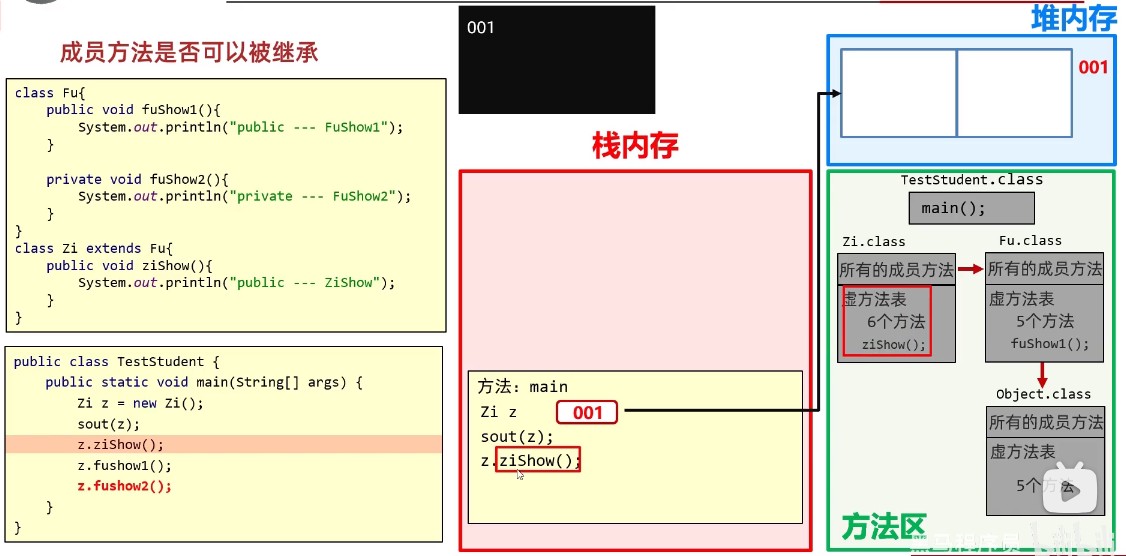 成员方法是否可以被继承
class Fu{
public void fuShow1(){
System.out.println("public --- FuShow1");
}
private void fuShow2(){
System.out.println("private --- FuShow2");
}
}
class Zi extends Fu{
public void ziShow(){
System.out.println("public --- ZiShow");
}
}
public class TestStudent {
public static void main(String[] args) {
Zi z = new Zi();
sout(z);
z.ziShow();
z.fushow1();
z.fushow2();
}
}
001
栈内存
方法: main
Zi z 001
sout(z);
z.ziShow();
堆内存
001
TestStudent.class
main();
Zi.class
所有的成员方法
虚方法表
6个方法
ziShow();
Fu.class
所有的成员方法
虚方法表
5个方法
fuShow1();
Object.class
所有的成员方法
虚方法表
5个方法
方法区
黑马程序员